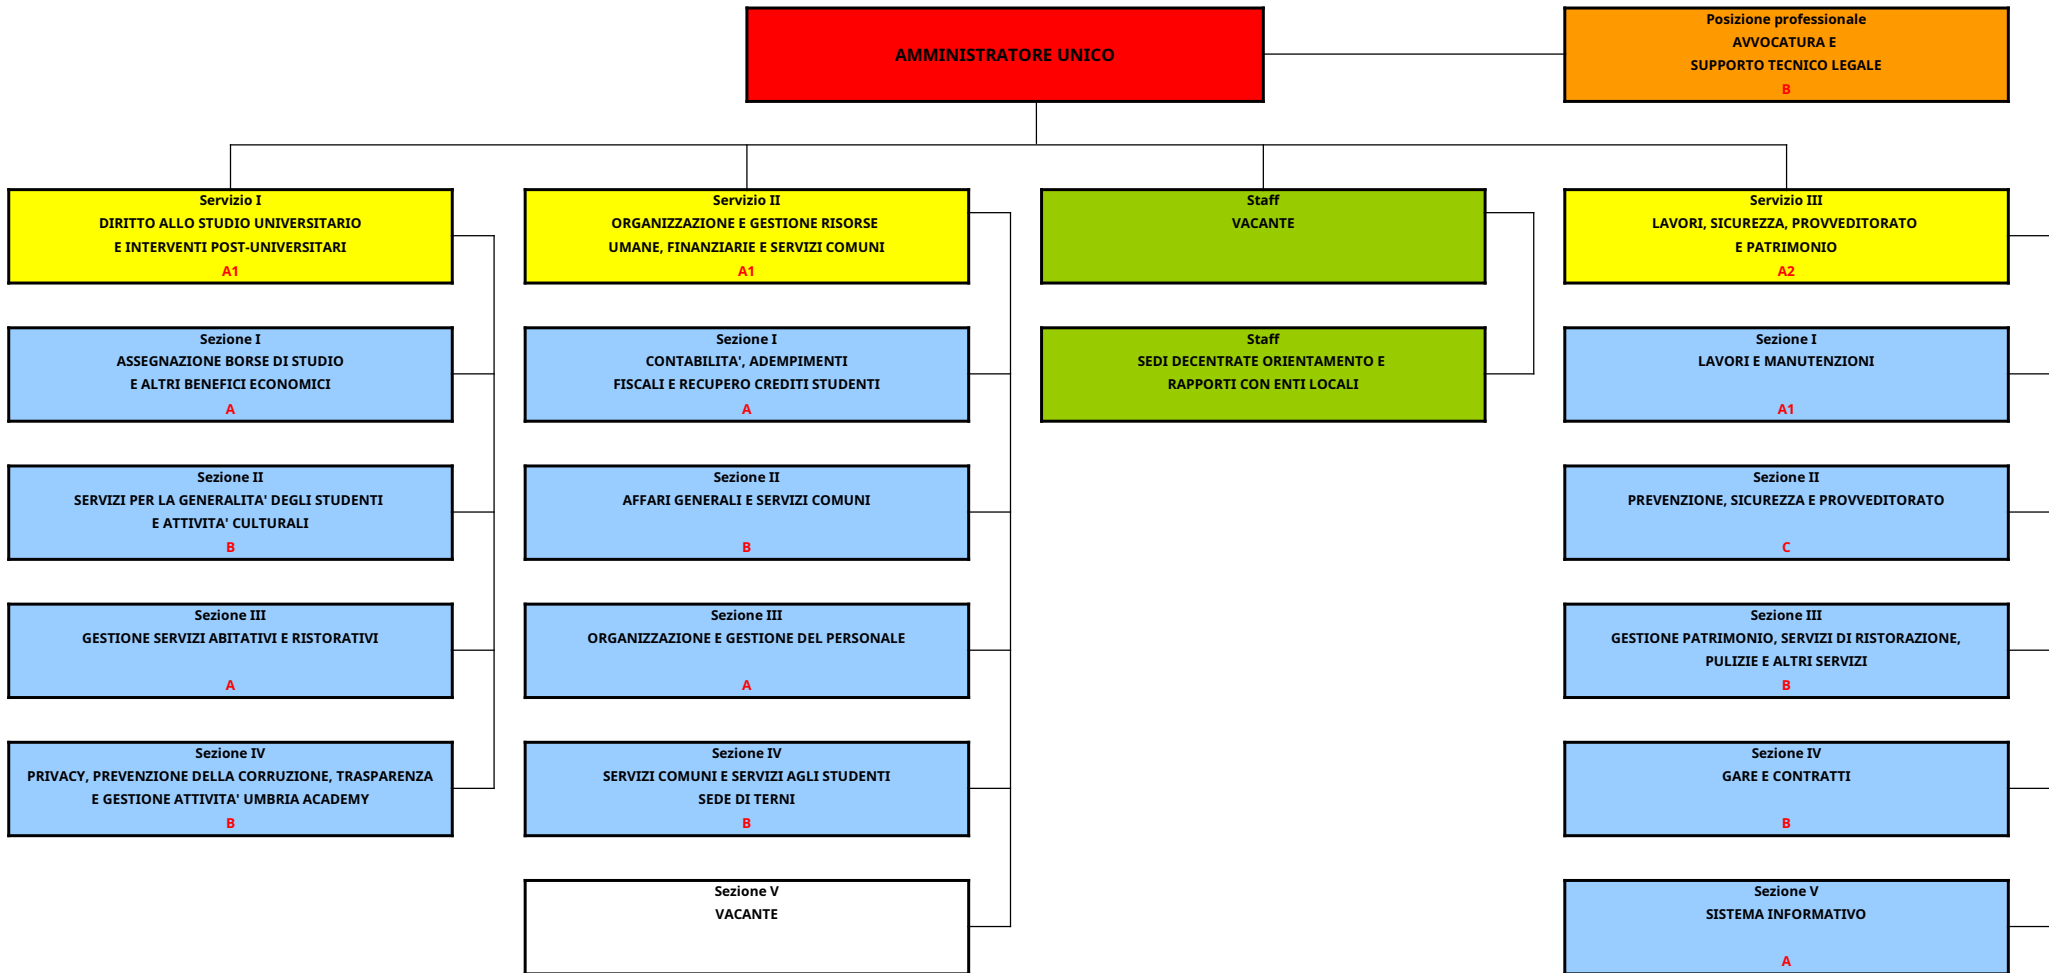 AMMINISTRATORE UNICO
Posizione professionale
AVVOCATURA E
SUPPORTO TECNICO LEGALE
B
Servizio I
DIRITTO ALLO STUDIO UNIVERSITARIO
E INTERVENTI POST-UNIVERSITARI
A1
Servizio II
ORGANIZZAZIONE E GESTIONE RISORSE
UMANE, FINANZIARIE E SERVIZI COMUNI
A1
Staff
VACANTE
Servizio III
LAVORI, SICUREZZA, PROVVEDITORATO
E PATRIMONIO
A2
Sezione I
ASSEGNAZIONE BORSE DI STUDIO
E ALTRI BENEFICI ECONOMICI
A
Sezione I
CONTABILITA', ADEMPIMENTI
FISCALI E RECUPERO CREDITI STUDENTI
A
Staff
SEDI DECENTRATE ORIENTAMENTO E
RAPPORTI CON ENTI LOCALI
Sezione I
LAVORI E MANUTENZIONI
A1
Sezione II
SERVIZI PER LA GENERALITA' DEGLI STUDENTI
E ATTIVITA' CULTURALI
B
Sezione II
AFFARI GENERALI E SERVIZI COMUNI
B
Sezione II
PREVENZIONE, SICUREZZA E PROVVEDITORATO
C
Sezione III
GESTIONE SERVIZI ABITATIVI E RISTORATIVI
A
Sezione III
ORGANIZZAZIONE E GESTIONE DEL PERSONALE
A
Sezione III
GESTIONE PATRIMONIO, SERVIZI DI RISTORAZIONE,
PULIZIE E ALTRI SERVIZI
B
Sezione IV
PRIVACY, PREVENZIONE DELLA CORRUZIONE, TRASPARENZA
E GESTIONE ATTIVITA' UMBRIA ACADEMY
B
Sezione IV
SERVIZI COMUNI E SERVIZI AGLI STUDENTI
SEDE DI TERNI
B
Sezione IV
GARE E CONTRATTI
B
Sezione V
VACANTE
Sezione V
SISTEMA INFORMATIVO
A